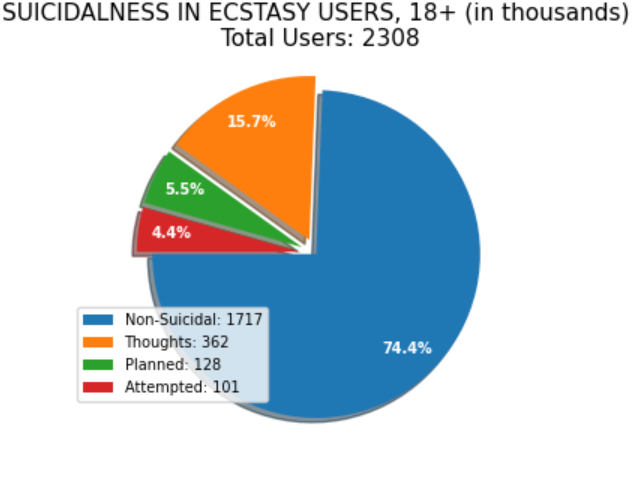 SUICIDALNESS IN ECSTASY USERS, 18+ (in thousands)
Total Users: 2308
15.7%
5.5%
4.4%
74.4%
Non-Suicidal: 1717
Thoughts: 362
Planned: 128
Attempted: 101